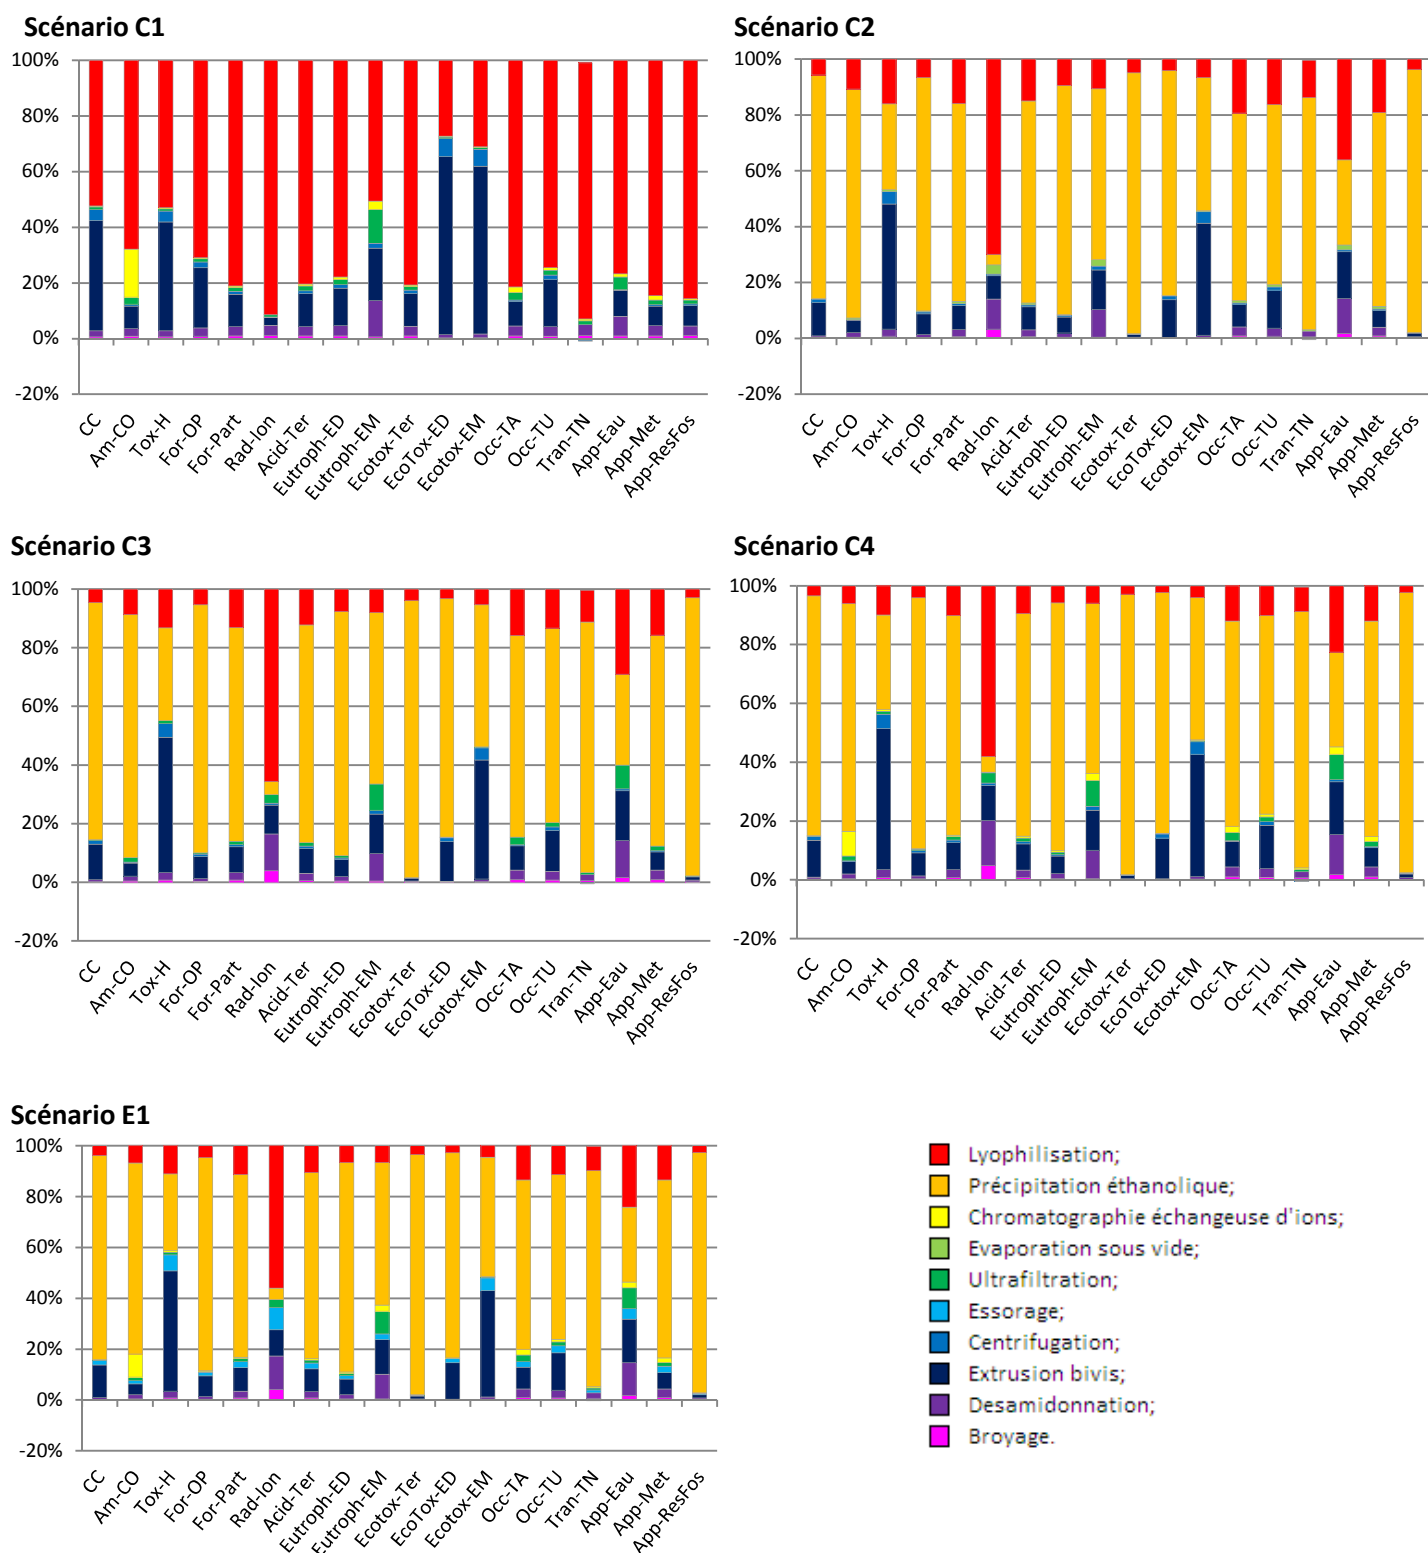 Scénario C1
100%
80%
60%
40%
20%
0%
-20%
CC
Am-CO
Tox-H
For-OP
For-Part
Rad-Ion
Acid-Ter
Eutroph-ED
Eutroph-EM
Ecotox-Ter
EcoTox-ED
Ecotox-EM
Occ-TA
Occ-TU
Tran-TN
App-Eau
App-Met
App-ResFos
Scénario C2
100%
80%
60%
40%
20%
0%
-20%
CC
Am-CO
Tox-H
For-OP
For-Part
Rad-Ion
Acid-Ter
Eutroph-ED
Eutroph-EM
Ecotox-Ter
EcoTox-ED
Ecotox-EM
Occ-TA
Occ-TU
Tran-TN
App-Eau
App-Met
App-ResFos
Scénario C3
100%
80%
60%
40%
20%
0%
-20%
CC
Am-CO
Tox-H
For-OP
For-Part
Rad-Ion
Acid-Ter
Eutroph-ED
Eutroph-EM
Ecotox-Ter
EcoTox-ED
Ecotox-EM
Occ-TA
Occ-TU
Tran-TN
App-Eau
App-Met
App-ResFos
Scénario C4
100%
80%
60%
40%
20%
0%
-20%
CC
Am-CO
Tox-H
For-OP
For-Part
Rad-Ion
Acid-Ter
Eutroph-ED
Eutroph-EM
Ecotox-Ter
EcoTox-ED
Ecotox-EM
Occ-TA
Occ-TU
Tran-TN
App-Eau
App-Met
App-ResFos
Scénario E1
100%
80%
60%
40%
20%
0%
-20%
CC
Am-CO
Tox-H
For-OP
For-Part
Rad-Ion
Acid-Ter
Eutroph-ED
Eutroph-EM
Ecotox-Ter
EcoTox-ED
Ecotox-EM
Occ-TA
Occ-TU
Tran-TN
App-Eau
App-Met
App-ResFos
Lyophilisation;
Précipitation éthanolique;
Chromatographie échangeuse d'ions;
Evaporation sous vide;
Ultrafiltration;
Essorage;
Centrifugation;
Extrusion bivis;
Desamidonnation;
Broyage.